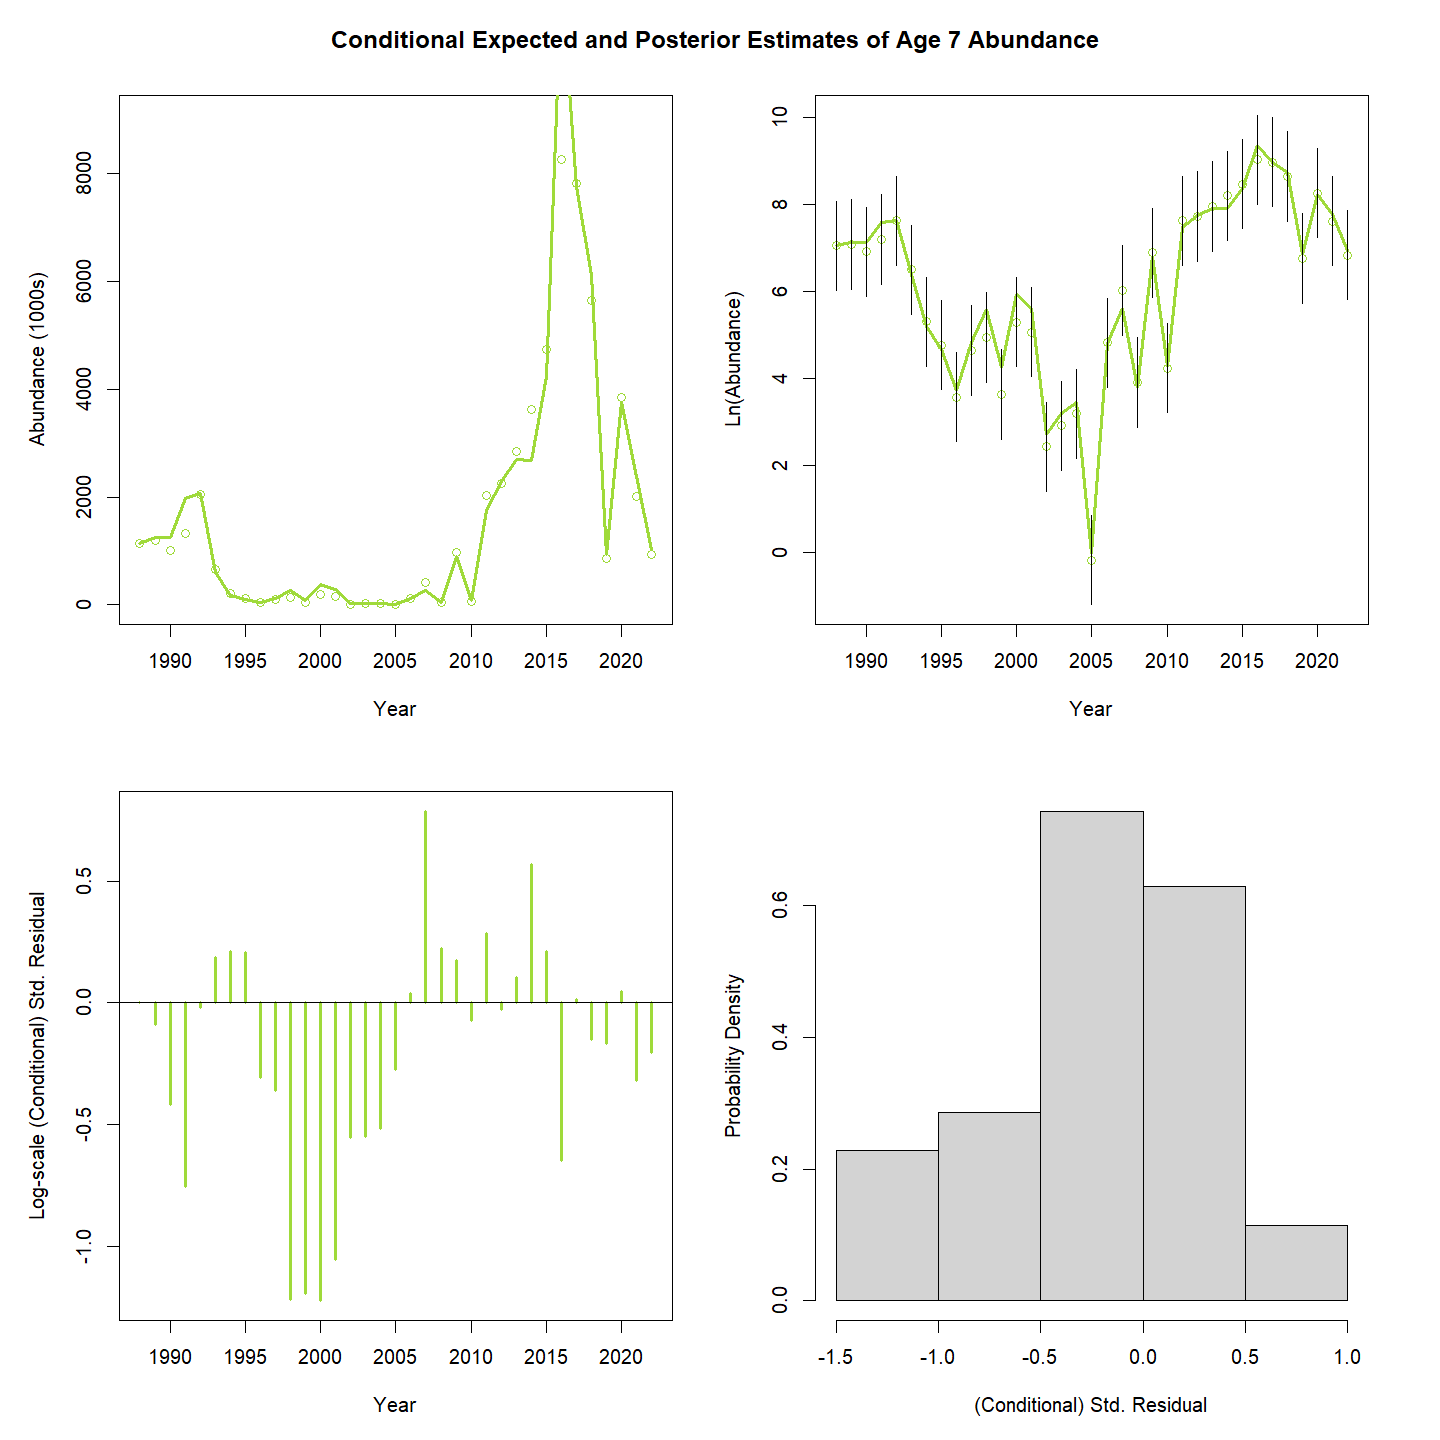 Conditional Expected and Posterior Estimates of Age 7 Abundance
Abundance (1000s)
0 2000 4000 6000 8000
1990 1995 2000 2005 2010 2015 2020
Year
Ln(Abundance)
0 2 4 6 8 10
1990 1995 2000 2005 2010 2015 2020
Year
Log-scale (Conditional) Std. Residual
-1.0 -0.5 0.0 0.5
1990 1995 2000 2005 2010 2015 2020
Year
Probability Density
0.0 0.2 0.4 0.6
-1.5 -1.0 -0.5 0.0 0.5 1.0
(Conditional) Std. Residual